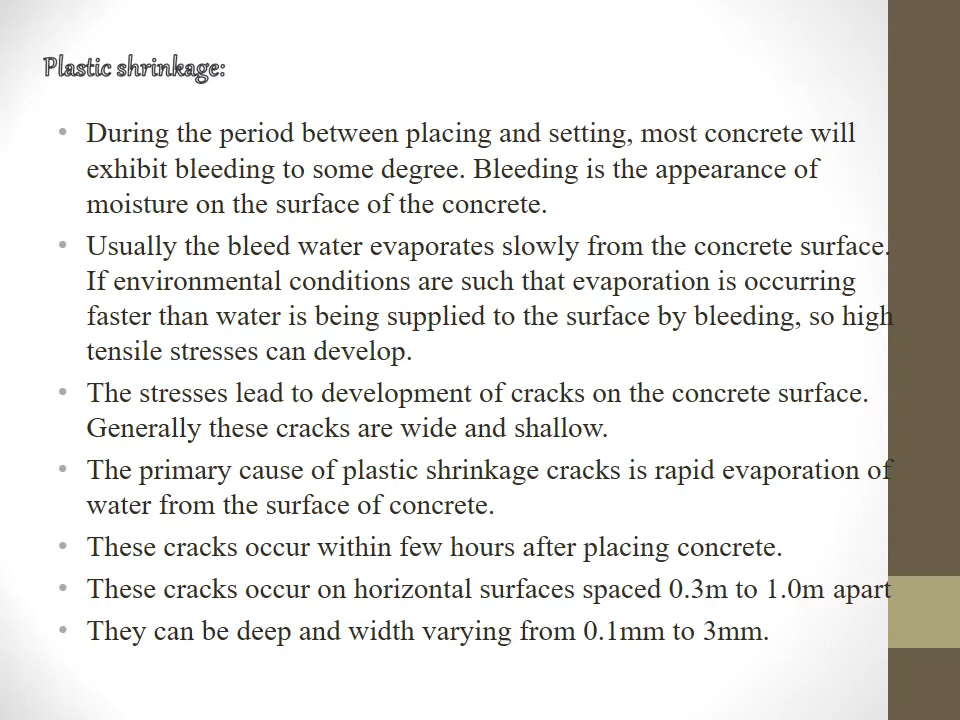 Plastic shrinkage:
• During the period between placing and setting, most concrete will
exhibit bleeding to some degree. Bleeding is the appearance of
moisture on the surface of the concrete.
• Usually the bleed water evaporates slowly from the concrete surface.
If environmental conditions are such that evaporation is occurring
faster than water is being supplied to the surface by bleeding, so high
tensile stresses can develop.
• The stresses lead to development of cracks on the concrete surface.
Generally these cracks are wide and shallow.
• The primary cause of plastic shrinkage cracks is rapid evaporation of
water from the surface of concrete.
• These cracks occur within few hours after placing concrete.
• These cracks occur on horizontal surfaces spaced 0.3m to 1.0m apart
• They can be deep and width varying from 0.1mm to 3mm.